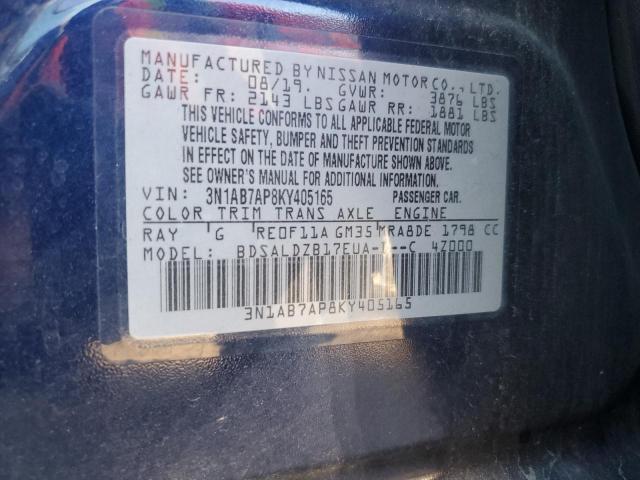 MANUFACTURED BY NISSAN MOTOR CO., LTD.
DATE: 08/19. GVWR: 3876 LBS
GAWR FR: 2143 LBS GAWR RR: 1881 LBS
THIS VEHICLE CONFORMS TO ALL APPLICABLE FEDERAL MOTOR
VEHICLE SAFETY, BUMPER AND THEFT PREVENTION STANDARDS
IN EFFECT ON THE DATE OF MANUFACTURE SHOWN ABOVE.
SEE OWNER'S MANUAL FOR ADDITIONAL INFORMATION.
VIN: 3N1AB7AP8KY405165 PASSENGER CAR.
COLOR TRIM TRANS AXLE ENGINE
RAY G RE0F11A GM35 MRA8DE 1798 CC
MODEL: BDSALDZB17EUA---C 4Z000
3N1AB7AP8KY405165